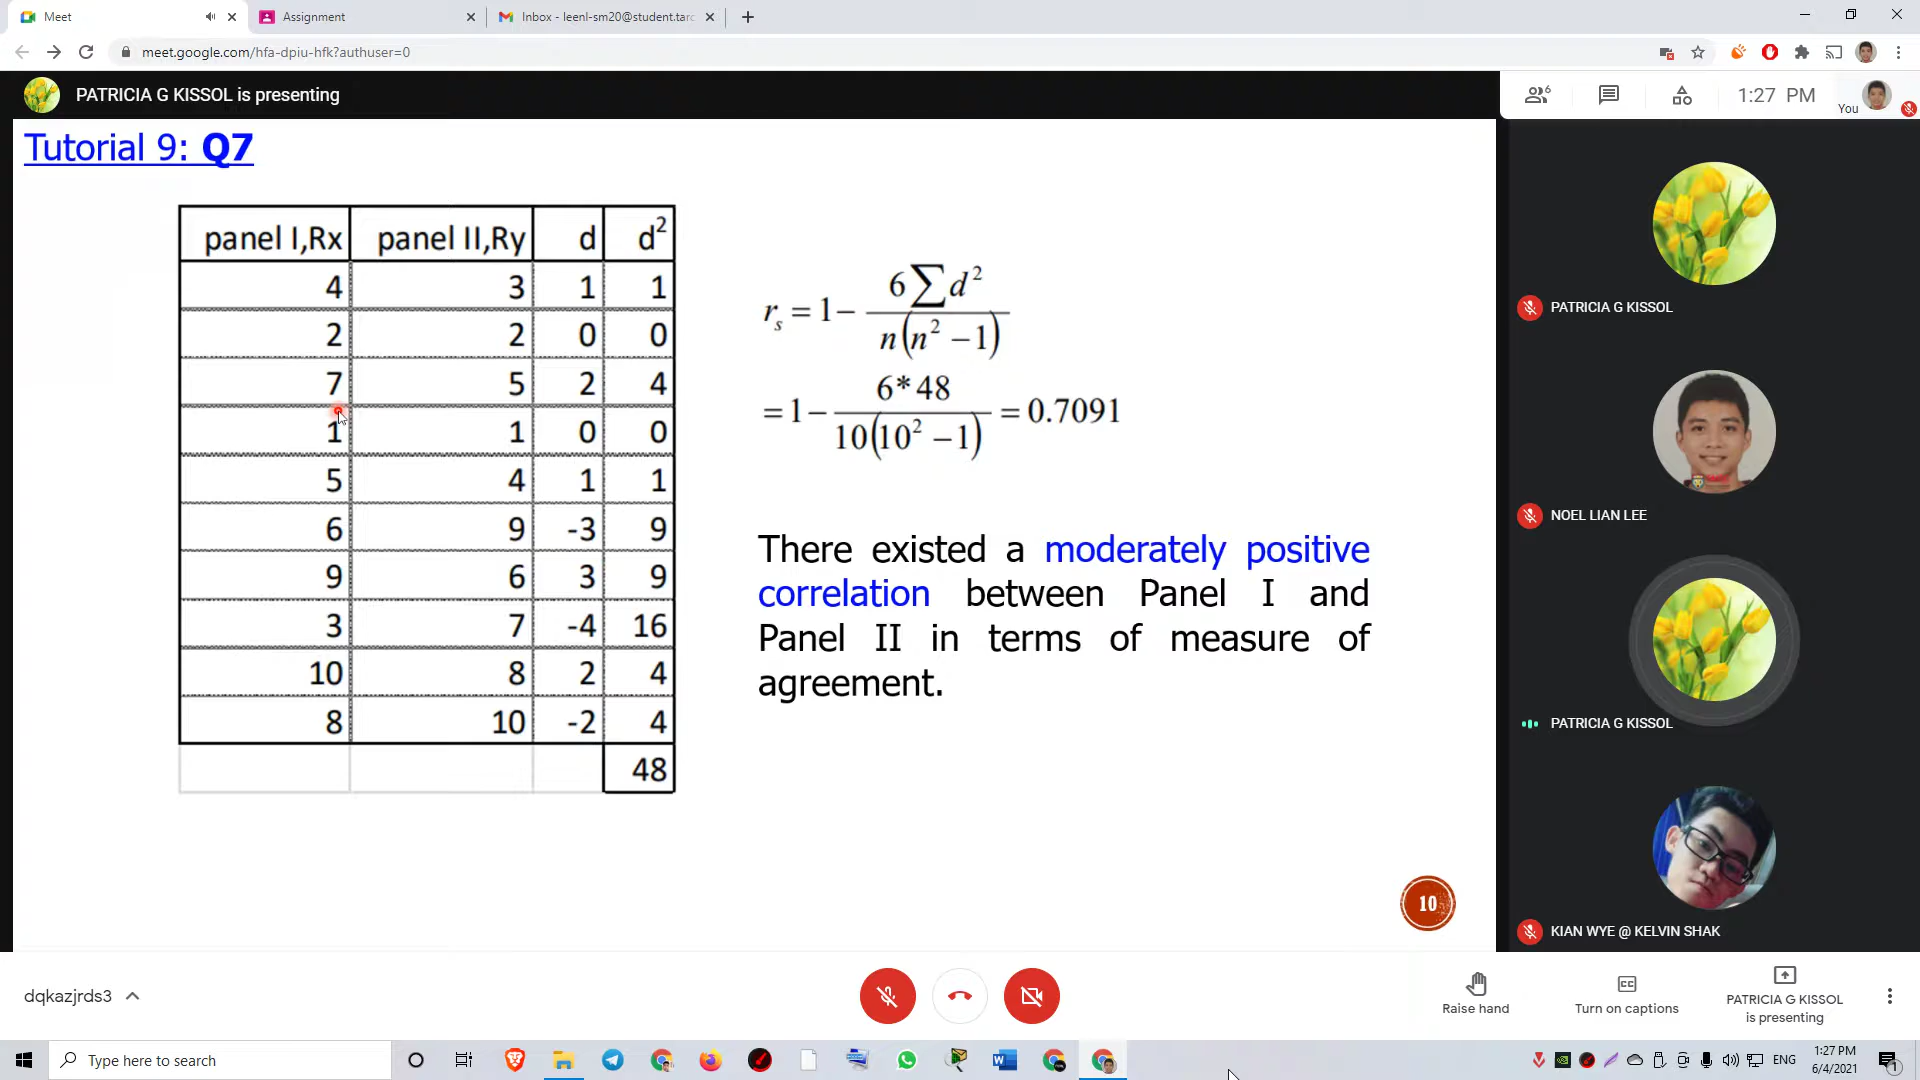 Meet
Assignment
Inbox - leenl-sm20@student.tarc
meet.google.com/hfa-dpiu-hfk?authuser=0
PATRICIA G KISSOL is presenting
6
1:27 PM
You
Tutorial 9: Q7
panel I,Rx panel II,Ry d d²
4 3 1 1
2 2 0 0
7 5 2 4
1 1 0 0
5 4 1 1
6 9 -3 9
9 6 3 9
3 7 -4 16
10 8 2 4
8 10 -2 4
48
r_s = 1 - 6∑d² / n(n² - 1)
= 1 - 6*48 / 10(10² - 1) = 0.7091
There existed a moderately positive
correlation between Panel I and
Panel II in terms of measure of
agreement.
10
PATRICIA G KISSOL
NOEL LIAN LEE
PATRICIA G KISSOL
KIAN WYE @ KELVIN SHAK
dqkazjrds3
Raise hand
CC
Turn on captions
PATRICIA G KISSOL
is presenting
Type here to search
ENG
1:27 PM
6/4/2021
1